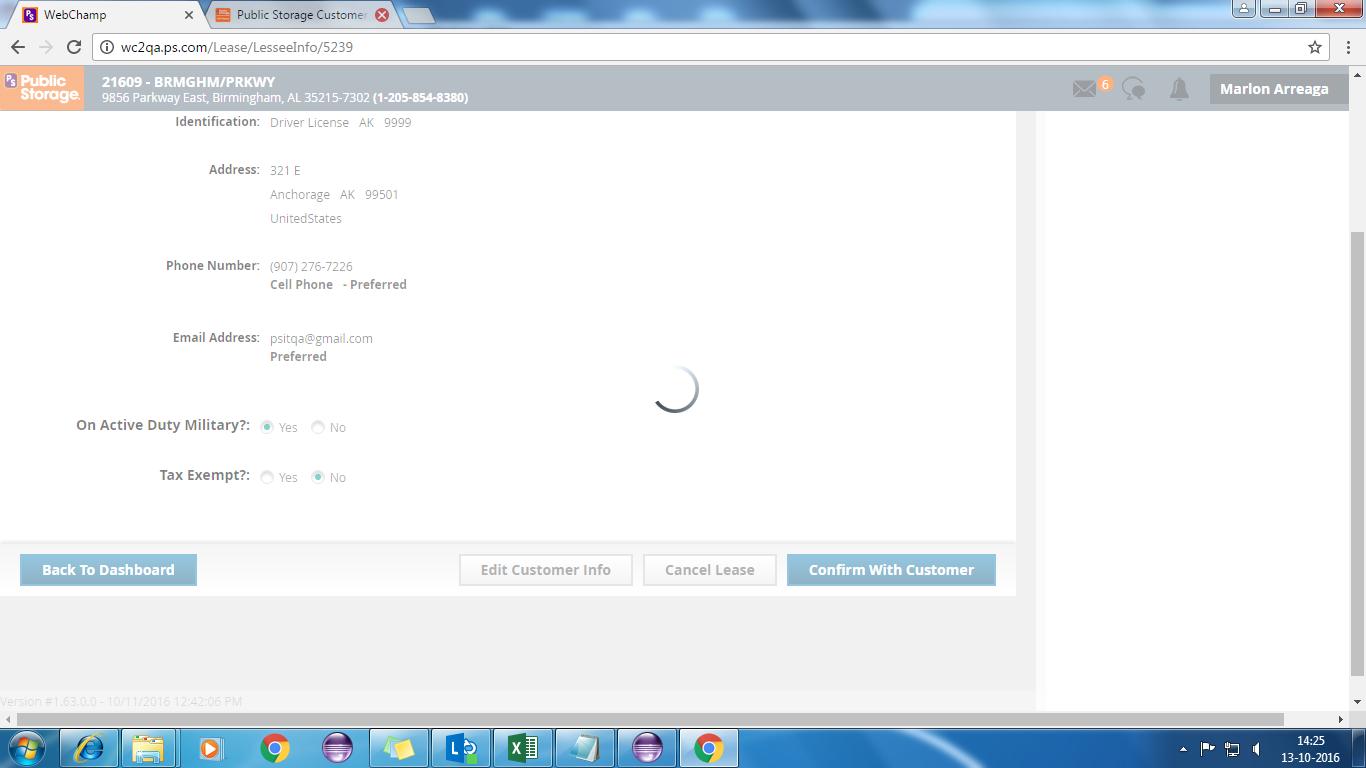 WebChamp
Public Storage Customer
wc2qa.ps.com/Lease/LesseeInfo/5239
PS Public Storage.
21609 - BRMGHM/PRKWY
9856 Parkway East, Birmingham, AL 35215-7302 (1-205-854-8380)
6
Marlon Arreaga
Identification: Driver License AK 9999
Address: 321 E
Anchorage AK 99501
UnitedStates
Phone Number: (907) 276-7226
Cell Phone - Preferred
Email Address: psitqa@gmail.com
Preferred
On Active Duty Military?: Yes No
Tax Exempt?: Yes No
Back To Dashboard
Edit Customer Info
Cancel Lease
Confirm With Customer
Version #1.63.0.0 - 10/11/2016 12:42:06 PM
14:25
13-10-2016